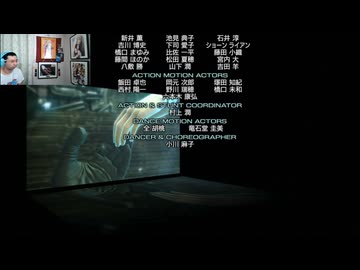 新井 薫 池見 典子 石井 淳
吉川 博史 下司 愛子 ショーン ライアン
橋口 まゆみ 比佐 一平 藤田 小織
藤間 ほのか 松田 夏穂 宮内 大
八敷 勝 山下 潤 吉田 羊
ACTION MOTION ACTORS
飯田 卓也 岡元 次郎 塚田 知紀
西村 陽一 野川 瑞穂 橋口 未和
六本木 康弘
ACTION & STUNT COORDINATOR
村上 潤
DANCE MOTION ACTORS
全 胡桃 竜石堂 圭美
DANCER & CHOREOGRAPHER
小川 麻子